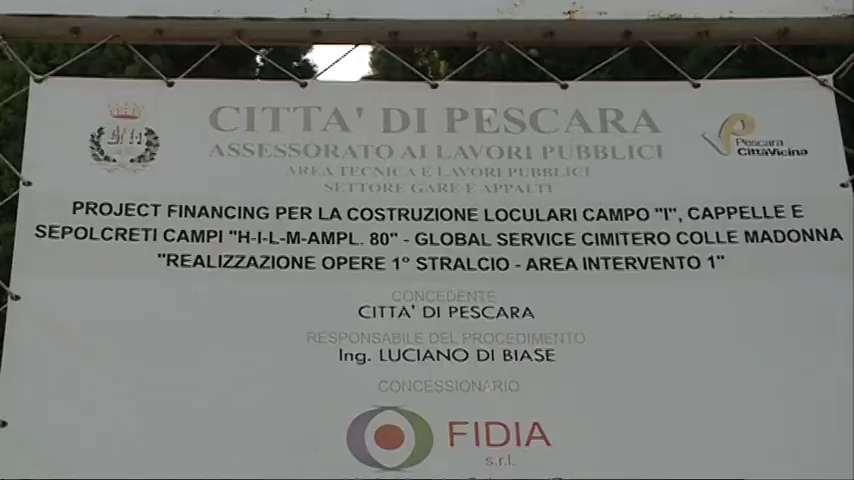 CITTA' DI PESCARA
ASSESSORATO AI LAVORI PUBBLICI
AREA TECNICA E LAVORI PUBBLICI
SETTORE GARE E APPALTI
Pescara
CittàVicina
PROJECT FINANCING PER LA COSTRUZIONE LOCULARI CAMPO "I", CAPPELLE E
SEPOLCRETI CAMPI "H-I-L-M-AMPL. 80" - GLOBAL SERVICE CIMITERO COLLE MADONNA
"REALIZZAZIONE OPERE 1° STRALCIO - AREA INTERVENTO 1"
CONCEDENTE
CITTA' DI PESCARA
RESPONSABILE DEL PROCEDIMENTO
Ing. LUCIANO DI BIASE
CONCESSIONARIO
FIDIA
s.r.l.